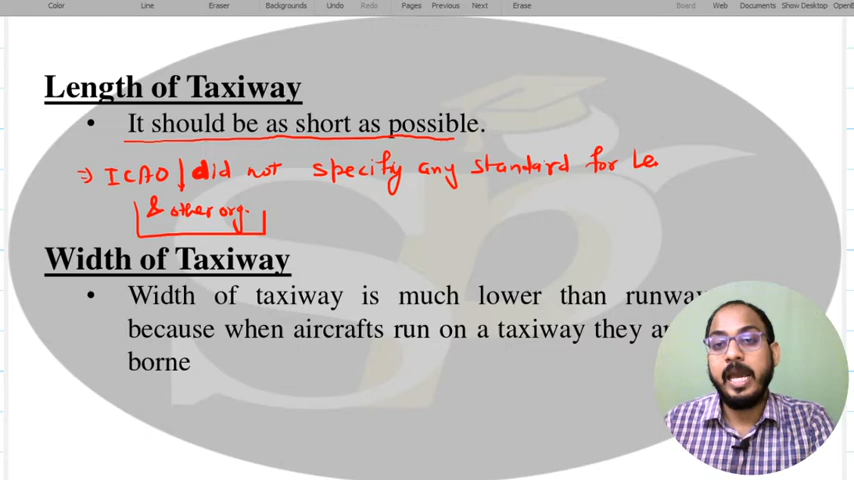 Color Line Eraser Backgrounds Undo Redo Pages Previous Next Erase Board Web Documents Show Desktop OpenB
Length of Taxiway
• It should be as short as possible.
⇒ ICAO | did not specify any standard for Le
& other org.
Width of Taxiway
• Width of taxiway is much lower than runway
because when aircrafts run on a taxiway they
borne